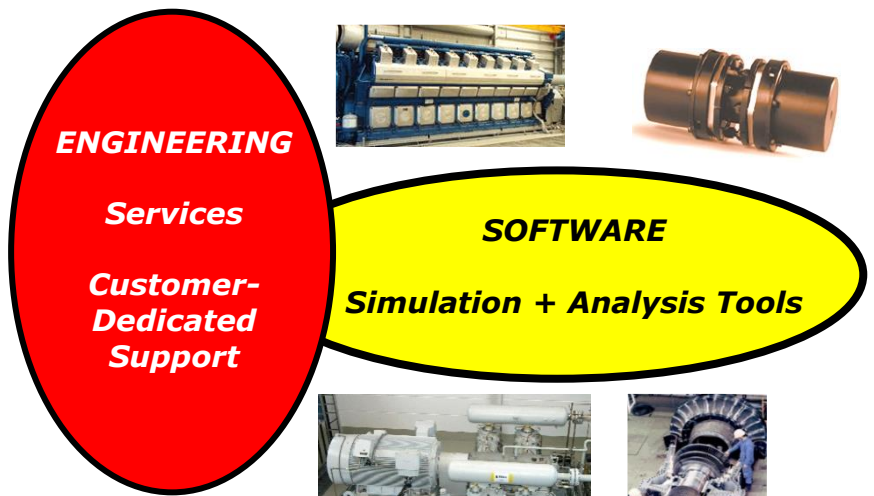 ENGINEERING
Services
Customer-
Dedicated
Support
SOFTWARE
Simulation + Analysis Tools